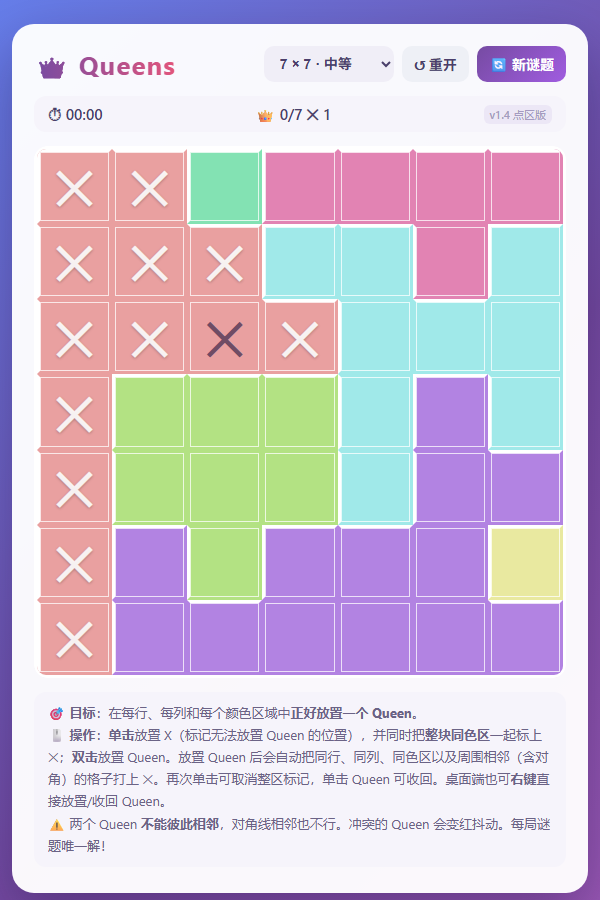 Queens
7 × 7 · 中等
↺ 重开
🔄 新谜题
⏱ 00:00
👑 0/7 ✕ 1
v1.4 点区版
🎯 目标：在每行、每列和每个颜色区域中正好放置一个 Queen。
🖱️ 操作：单击放置 X（标记无法放置 Queen 的位置），并同时把整块同色区一起标上
✕；双击放置 Queen。放置 Queen 后会自动把同行、同列、同色区以及周围相邻（含对
角）的格子打上 ✕。再次单击可取消整区标记，单击 Queen 可收回。桌面端也可右键直
接放置/收回 Queen。
⚠️ 两个 Queen 不能彼此相邻，对角线相邻也不行。冲突的 Queen 会变红抖动。每局谜
题唯一解！